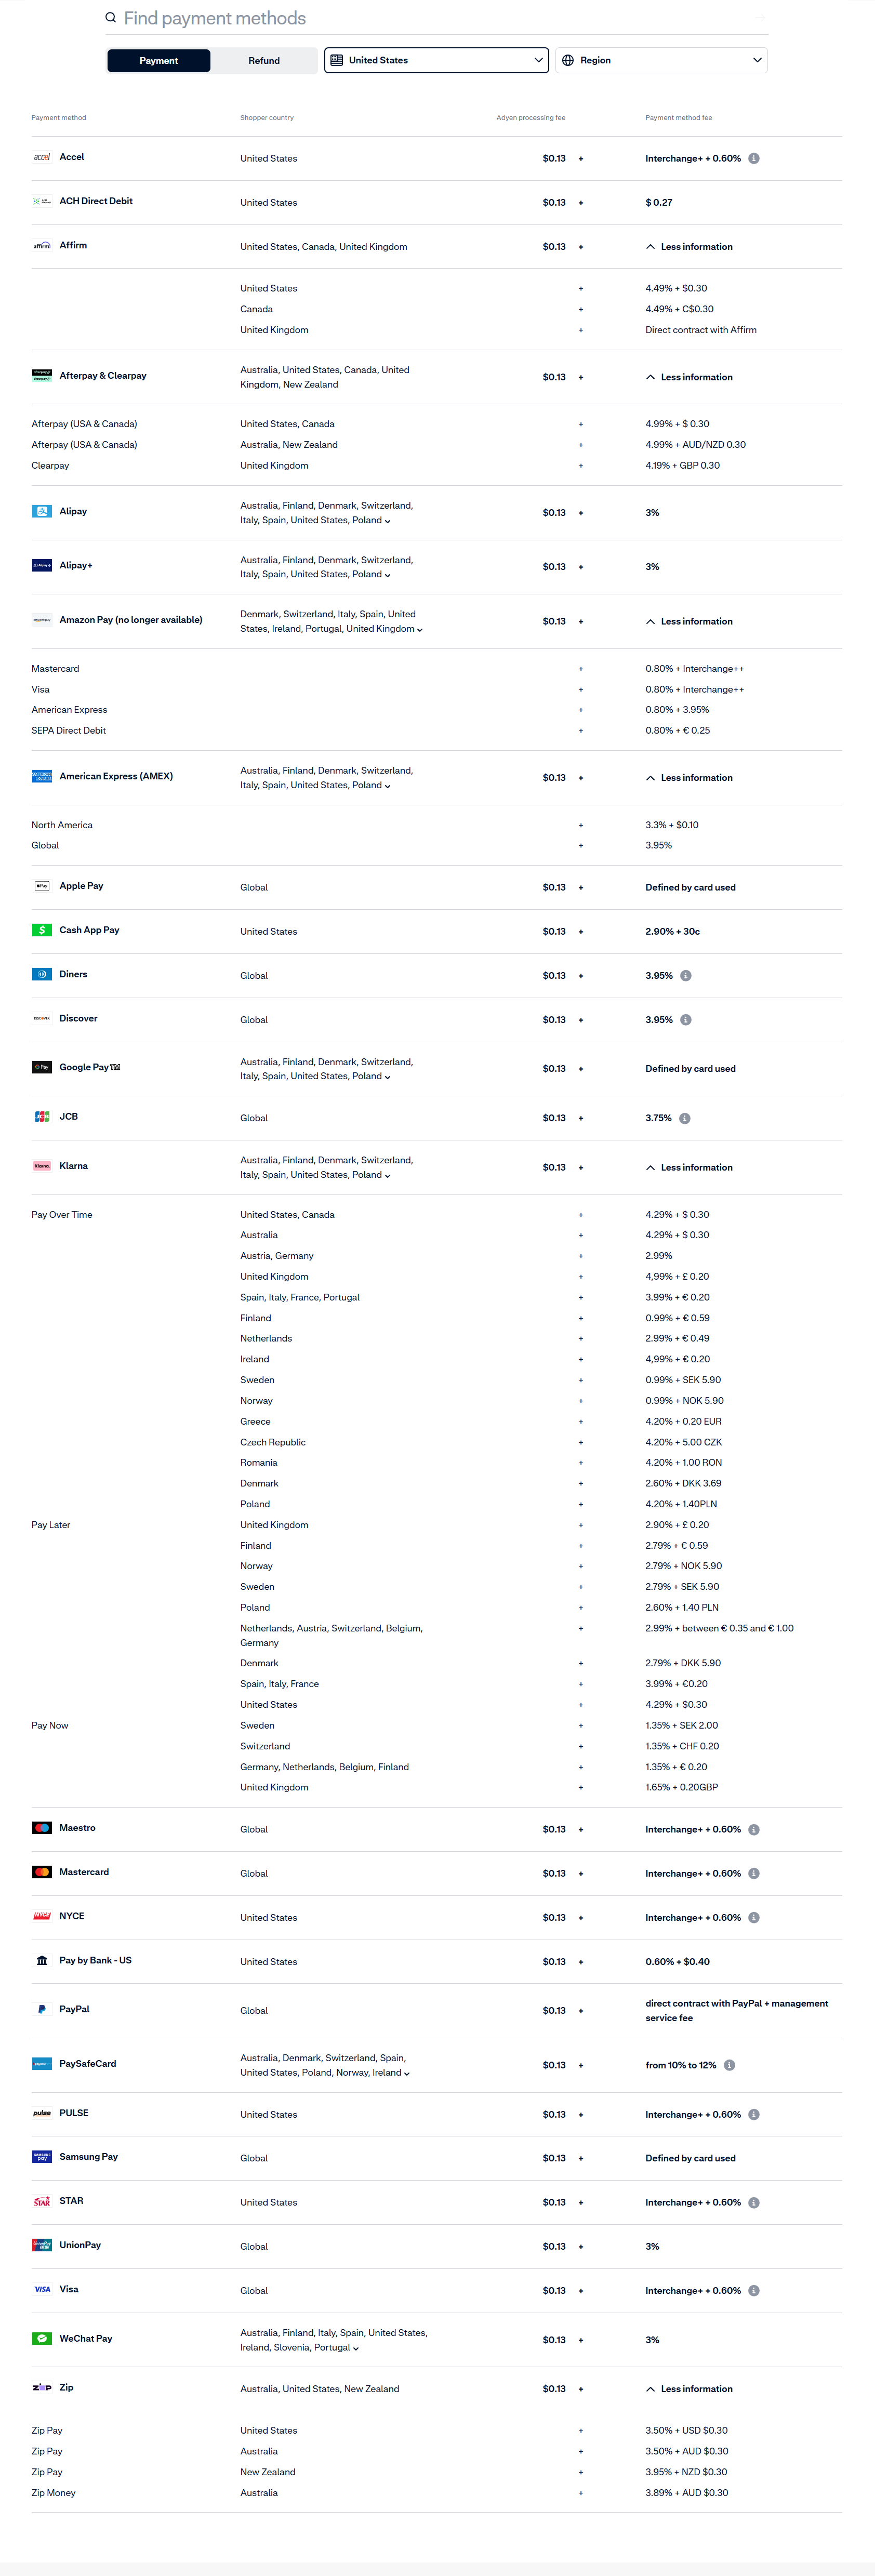 Find payment methods
Payment
Refund
United States
Region
Payment method
Shopper country
Adyen processing fee
Payment method fee
accel Accel
United States
$0.13 +
Interchange+ + 0.60%
ACH Direct Debit
United States
$0.13 +
$ 0.27
affirm Affirm
United States, Canada, United Kingdom
$0.13 +
Less information
United States + 4.49% + $0.30
Canada + 4.49% + C$0.30
United Kingdom + Direct contract with Affirm
Afterpay & Clearpay
Australia, United States, Canada, United
Kingdom, New Zealand
$0.13 +
Less information
Afterpay (USA & Canada) United States, Canada + 4.99% + $ 0.30
Afterpay (USA & Canada) Australia, New Zealand + 4.99% + AUD/NZD 0.30
Clearpay United Kingdom + 4.19% + GBP 0.30
Alipay
Australia, Finland, Denmark, Switzerland,
Italy, Spain, United States, Poland
$0.13 +
3%
Alipay+
Australia, Finland, Denmark, Switzerland,
Italy, Spain, United States, Poland
$0.13 +
3%
Amazon Pay (no longer available)
Denmark, Switzerland, Italy, Spain, United
States, Ireland, Portugal, United Kingdom
$0.13 +
Less information
Mastercard + 0.80% + Interchange++
Visa + 0.80% + Interchange++
American Express + 0.80% + 3.95%
SEPA Direct Debit + 0.80% + € 0.25
American Express (AMEX)
Australia, Finland, Denmark, Switzerland,
Italy, Spain, United States, Poland
$0.13 +
Less information
North America + 3.3% + $0.10
Global + 3.95%
Pay Apple Pay
Global
$0.13 +
Defined by card used
$ Cash App Pay
United States
$0.13 +
2.90% + 30c
Diners
Global
$0.13 +
3.95%
DISCOVER Discover
Global
$0.13 +
3.95%
G Pay Google Pay
Australia, Finland, Denmark, Switzerland,
Italy, Spain, United States, Poland
$0.13 +
Defined by card used
JCB JCB
Global
$0.13 +
3.75%
Klarna. Klarna
Australia, Finland, Denmark, Switzerland,
Italy, Spain, United States, Poland
$0.13 +
Less information
Pay Over Time United States, Canada + 4.29% + $ 0.30
Australia + 4.29% + $ 0.30
Austria, Germany + 2.99%
United Kingdom + 4,99% + £ 0.20
Spain, Italy, France, Portugal + 3.99% + € 0.20
Finland + 0.99% + € 0.59
Netherlands + 2.99% + € 0.49
Ireland + 4,99% + € 0.20
Sweden + 0.99% + SEK 5.90
Norway + 0.99% + NOK 5.90
Greece + 4.20% + 0.20 EUR
Czech Republic + 4.20% + 5.00 CZK
Romania + 4.20% + 1.00 RON
Denmark + 2.60% + DKK 3.69
Poland + 4.20% + 1.40PLN
Pay Later United Kingdom + 2.90% + £ 0.20
Finland + 2.79% + € 0.59
Norway + 2.79% + NOK 5.90
Sweden + 2.79% + SEK 5.90
Poland + 2.60% + 1.40 PLN
Netherlands, Austria, Switzerland, Belgium, + 2.99% + between € 0.35 and € 1.00
Germany
Denmark + 2.79% + DKK 5.90
Spain, Italy, France + 3.99% + €0.20
United States + 4.29% + $0.30
Pay Now Sweden + 1.35% + SEK 2.00
Switzerland + 1.35% + CHF 0.20
Germany, Netherlands, Belgium, Finland + 1.35% + € 0.20
United Kingdom + 1.65% + 0.20GBP
Maestro
Global
$0.13 +
Interchange+ + 0.60%
Mastercard
Global
$0.13 +
Interchange+ + 0.60%
NYCE NYCE
United States
$0.13 +
Interchange+ + 0.60%
Pay by Bank - US
United States
$0.13 +
0.60% + $0.40
PayPal
Global
$0.13 +
direct contract with PayPal + management
service fee
PaySafeCard
Australia, Denmark, Switzerland, Spain,
United States, Poland, Norway, Ireland
$0.13 +
from 10% to 12%
pulse PULSE
United States
$0.13 +
Interchange+ + 0.60%
SAMSUNG pay Samsung Pay
Global
$0.13 +
Defined by card used
STAR STAR
United States
$0.13 +
Interchange+ + 0.60%
UnionPay UnionPay
Global
$0.13 +
3%
VISA Visa
Global
$0.13 +
Interchange+ + 0.60%
WeChat Pay
Australia, Finland, Italy, Spain, United States,
Ireland, Slovenia, Portugal
$0.13 +
3%
ZIP Zip
Australia, United States, New Zealand
$0.13 +
Less information
Zip Pay United States + 3.50% + USD $0.30
Zip Pay Australia + 3.50% + AUD $0.30
Zip Pay New Zealand + 3.95% + NZD $0.30
Zip Money Australia + 3.89% + AUD $0.30